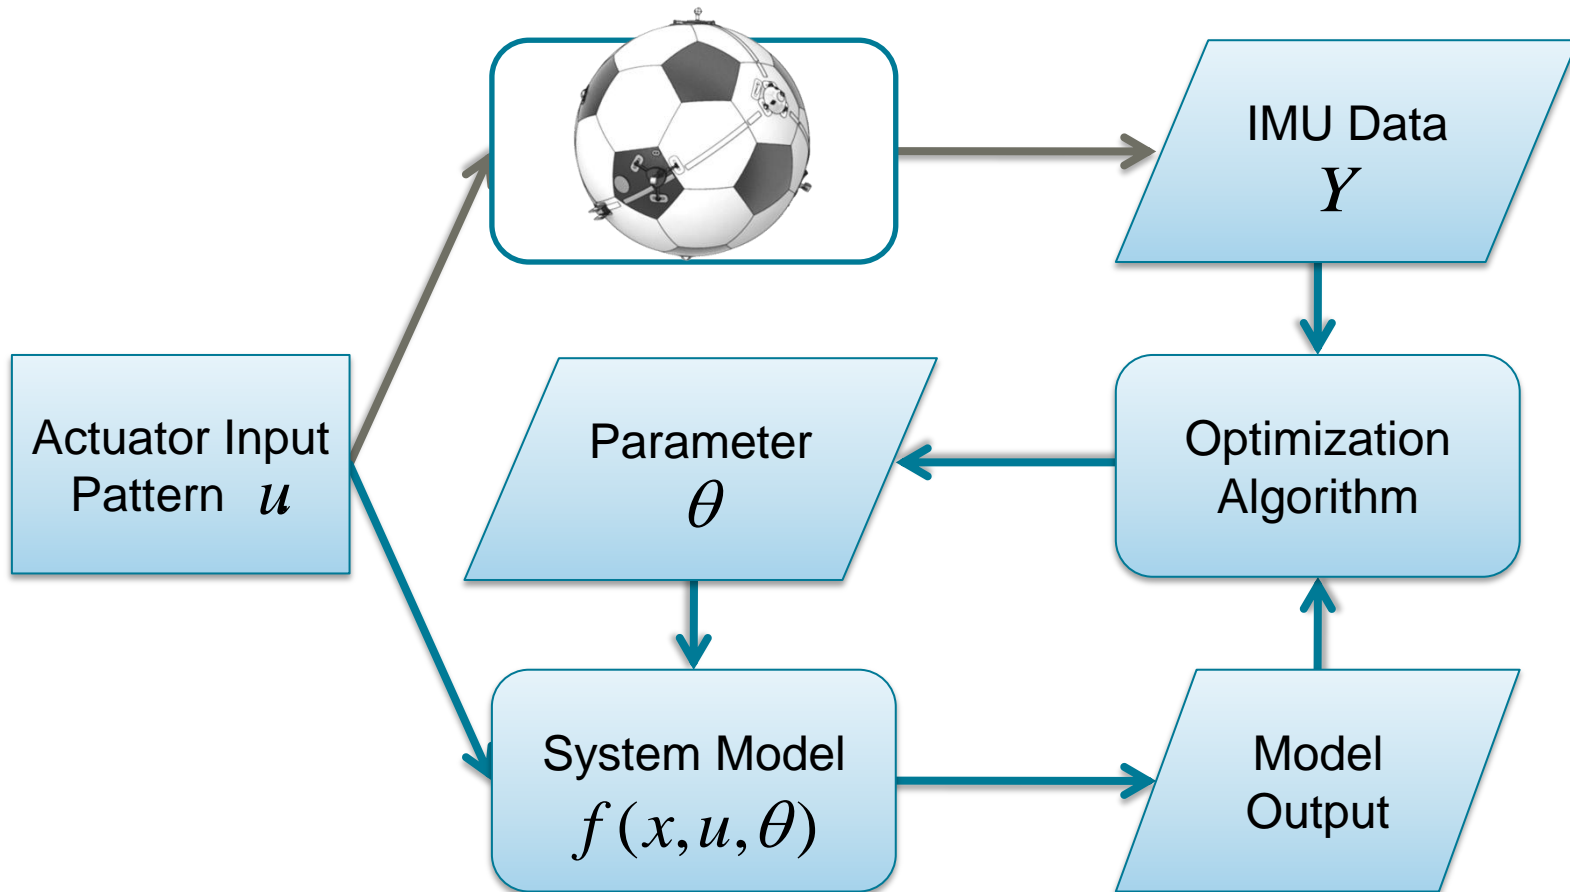 IMU Data
Y
Actuator Input
Pattern u
Parameter
θ
Optimization
Algorithm
System Model
f(x,u,θ)
Model
Output